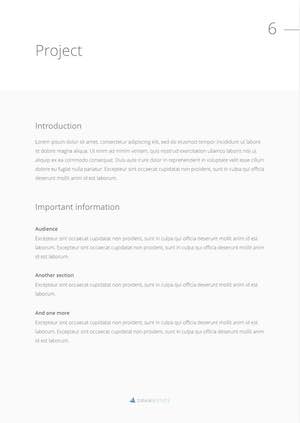 6
Project
Introduction
Lorem ipsum dolor sit amet, consectetur adipiscing elit, sed do eiusmod tempor incididunt ut labore
et dolore magna aliqua. Ut enim ad minim veniam, quis nostrud exercitation ullamco laboris nisi ut
aliquip ex ea commodo consequat. Duis aute irure dolor in reprehenderit in voluptate velit esse cillum
dolore eu fugiat nulla pariatur. Excepteur sint occaecat cupidatat non proident, sunt in culpa qui officia
deserunt mollit anim id est laborum.
Important information
Audience
Excepteur sint occaecat cupidatat non proident, sunt in culpa qui officia deserunt mollit anim id est
laborum. Excepteur sint occaecat cupidatat non proident, sunt in culpa qui officia deserunt mollit anim
id est laborum.
Another section
Excepteur sint occaecat cupidatat non proident, sunt in culpa qui officia deserunt mollit anim id est
laborum.
And one more
Excepteur sint occaecat cupidatat non proident, sunt in culpa qui officia deserunt mollit anim id est
laborum. Excepteur sint occaecat cupidatat non proident, sunt in culpa qui officia deserunt mollit anim
id est laborum.